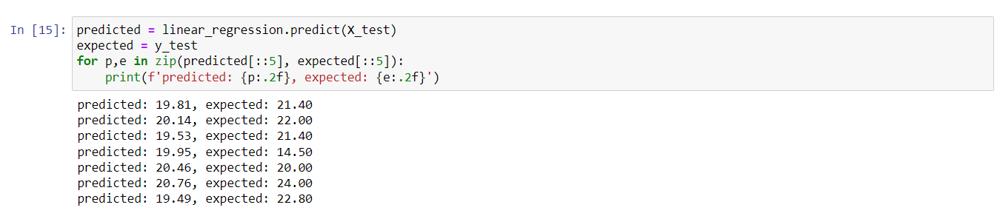 In [15]: predicted = linear_regression.predict(X_test)
expected = y_test
for p,e in zip(predicted[::5], expected[::5]):
    print(f'predicted: {p:.2f}, expected: {e:.2f}')
predicted: 19.81, expected: 21.40
predicted: 20.14, expected: 22.00
predicted: 19.53, expected: 21.40
predicted: 19.95, expected: 14.50
predicted: 20.46, expected: 20.00
predicted: 20.76, expected: 24.00
predicted: 19.49, expected: 22.80